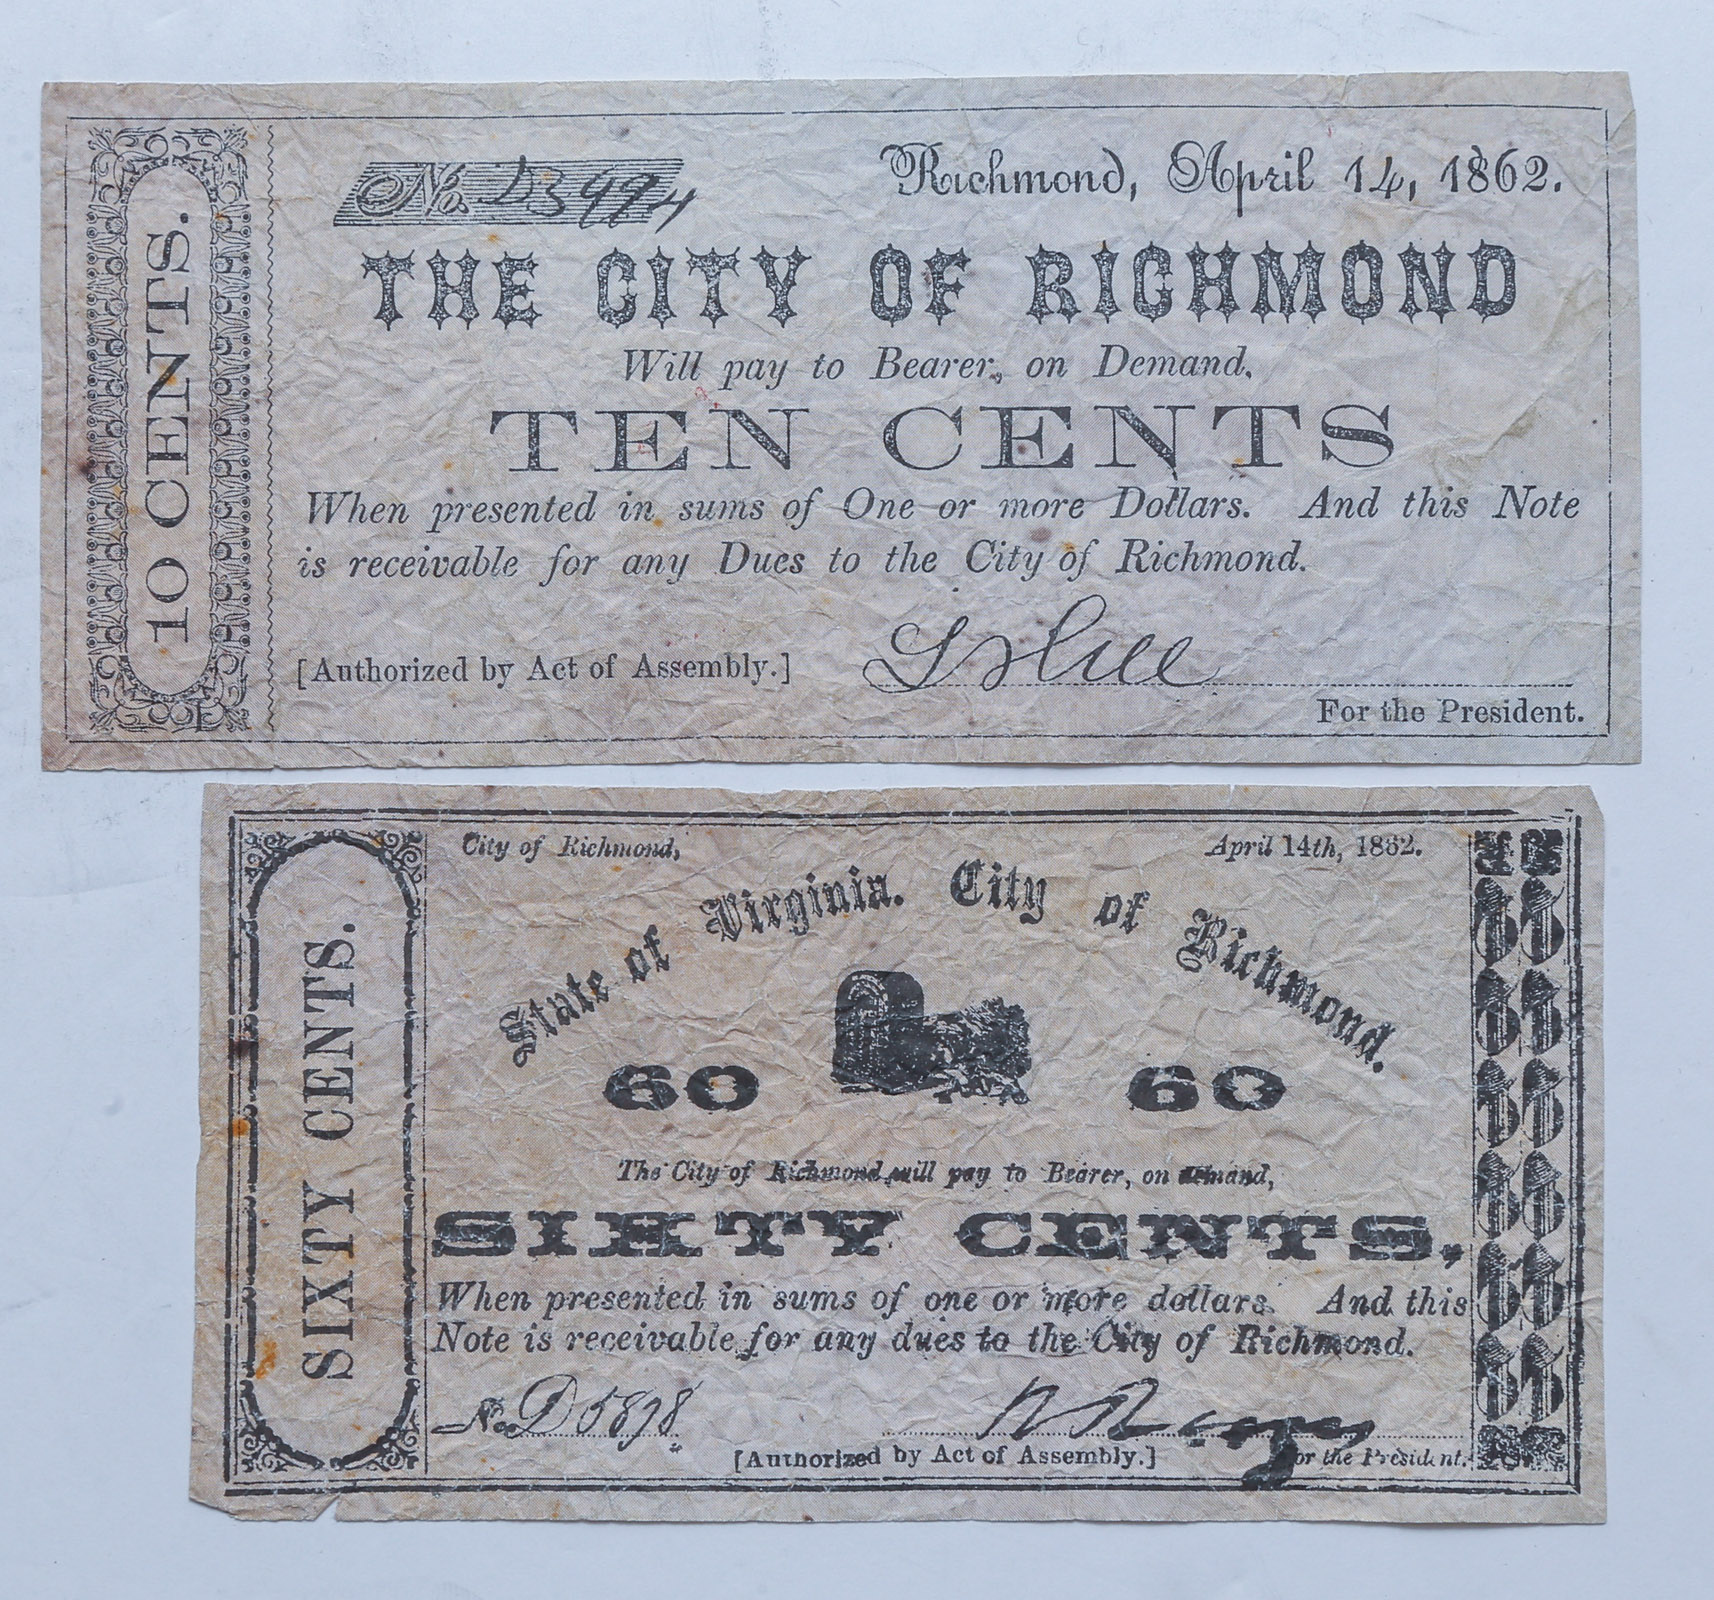 10 CENTS.
No. D3494
Richmond, April 14, 1862.
THE CITY OF RICHMOND
Will pay to Bearer, on Demand,
TEN CENTS
When presented in sums of One or more Dollars. And this Note
is receivable for any Dues to the City of Richmond.
[Authorized by Act of Assembly.]
For the President.
SIXTY CENTS.
City of Richmond,
April 14th, 1862.
State of Virginia. City of Richmond.
60
60
The City of Richmond will pay to Bearer, on demand,
SIXTY CENTS.
When presented in sums of one or more dollars. And this
Note is receivable for any dues to the City of Richmond.
No. D 5898
[Authorized by Act of Assembly.]
For the President.